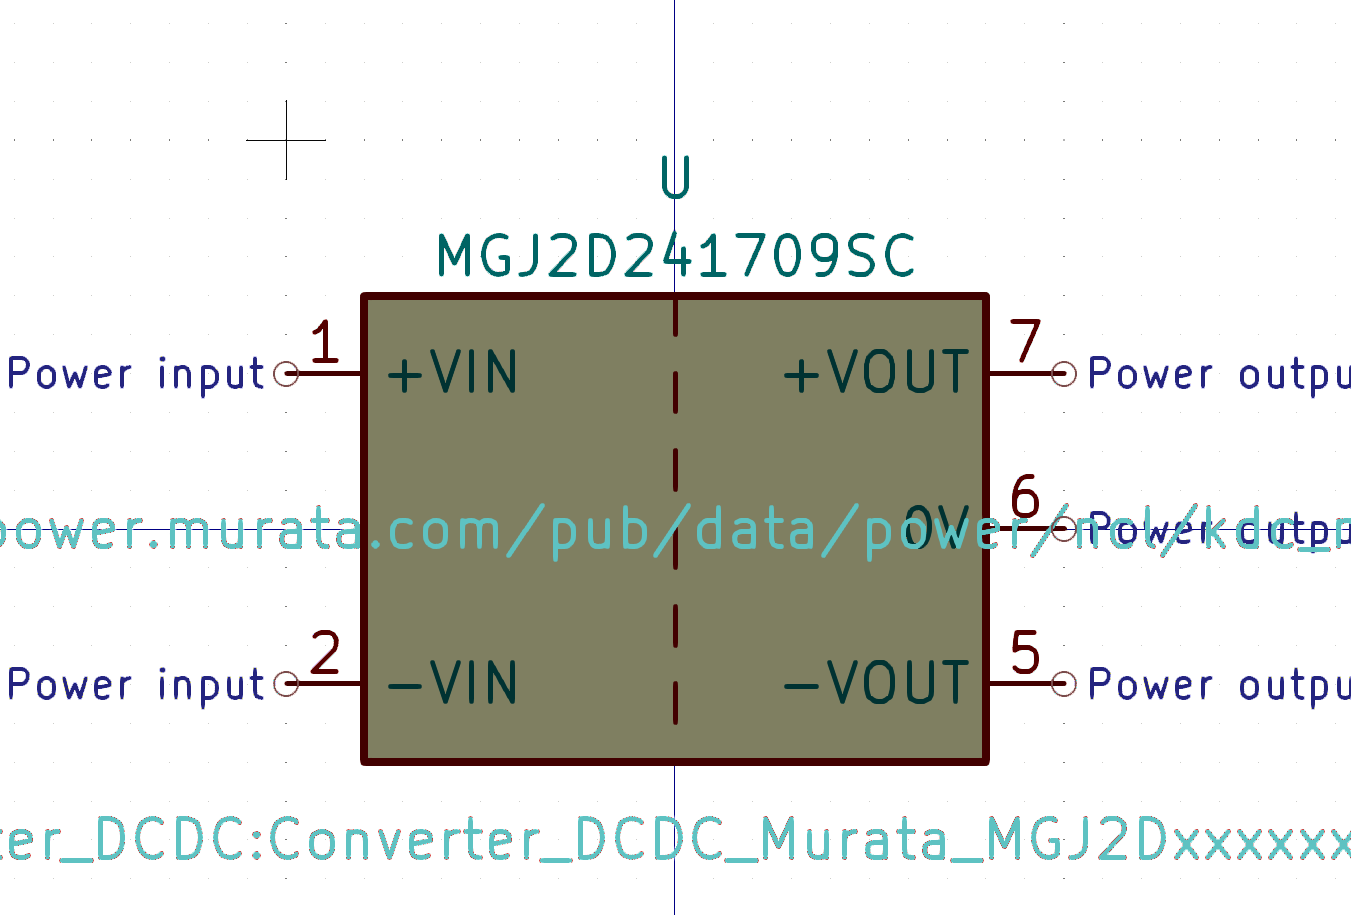 U
MGJ2D241709SC
1 7
Power input +VIN +VOUT Power outpu
6
power.murata.com/pub/data/power/ncl/kdc_m
0V Power outpu
2 5
Power input -VIN -VOUT Power outpu
ter_DCDC:Converter_DCDC_Murata_MGJ2Dxxxxxx